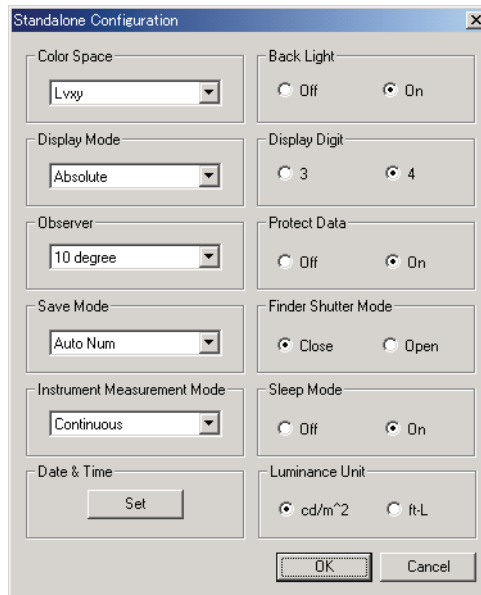 Standalone Configuration
Color Space
Lvxy
Back Light
Off On
Display Mode
Absolute
Display Digit
3 4
Observer
10 degree
Protect Data
Off On
Save Mode
Auto Num
Finder Shutter Mode
Close Open
Instrument Measurement Mode
Continuous
Sleep Mode
Off On
Date & Time
Set
Luminance Unit
cd/m^2 ft-L
OK Cancel